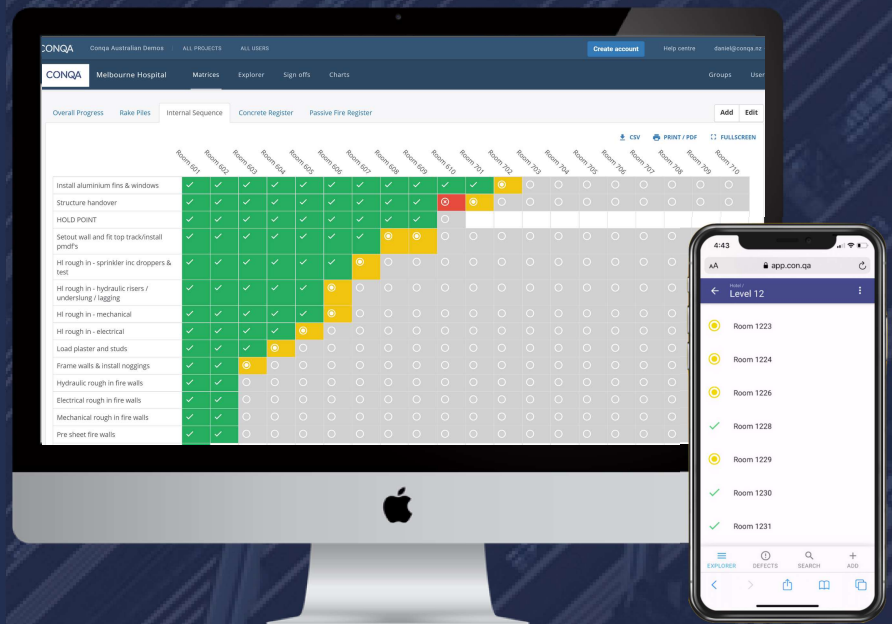 CONQA Conqa Australian Demos ALL PROJECTS ALL USERS Create account Help centre daniel@conqa.nz
CONQA Melbourne Hospital Matrices Explorer Sign offs Charts Groups User
Overall Progress Rake Piles Internal Sequence Concrete Register Passive Fire Register Add Edit
CSV PRINT / PDF FULLSCREEN
Room 601 Room 602 Room 603 Room 604 Room 605 Room 606 Room 607 Room 608 Room 609 Room 610 Room 701 Room 702 Room 703 Room 704 Room 705 Room 706 Room 707 Room 708 Room 709 Room 710
Install aluminium fins & windows
Structure handover
HOLD POINT
Setout wall and fit top track/install
pmdf's
Hl rough in - sprinkler inc droppers &
test
Hl rough in - hydraulic risers /
underslung / lagging
Hl rough in - mechanical
Hl rough in - electrical
Load plaster and studs
Frame walls & install noggings
Hydraulic rough in fire walls
Electrical rough in fire walls
Mechanical rough in fire walls
Pre sheet fire walls
4:43
AA app.con.qa
Hotel /
Level 12
Room 1223
Room 1224
Room 1226
Room 1228
Room 1229
Room 1230
Room 1231
EXPLORER DEFECTS SEARCH ADD